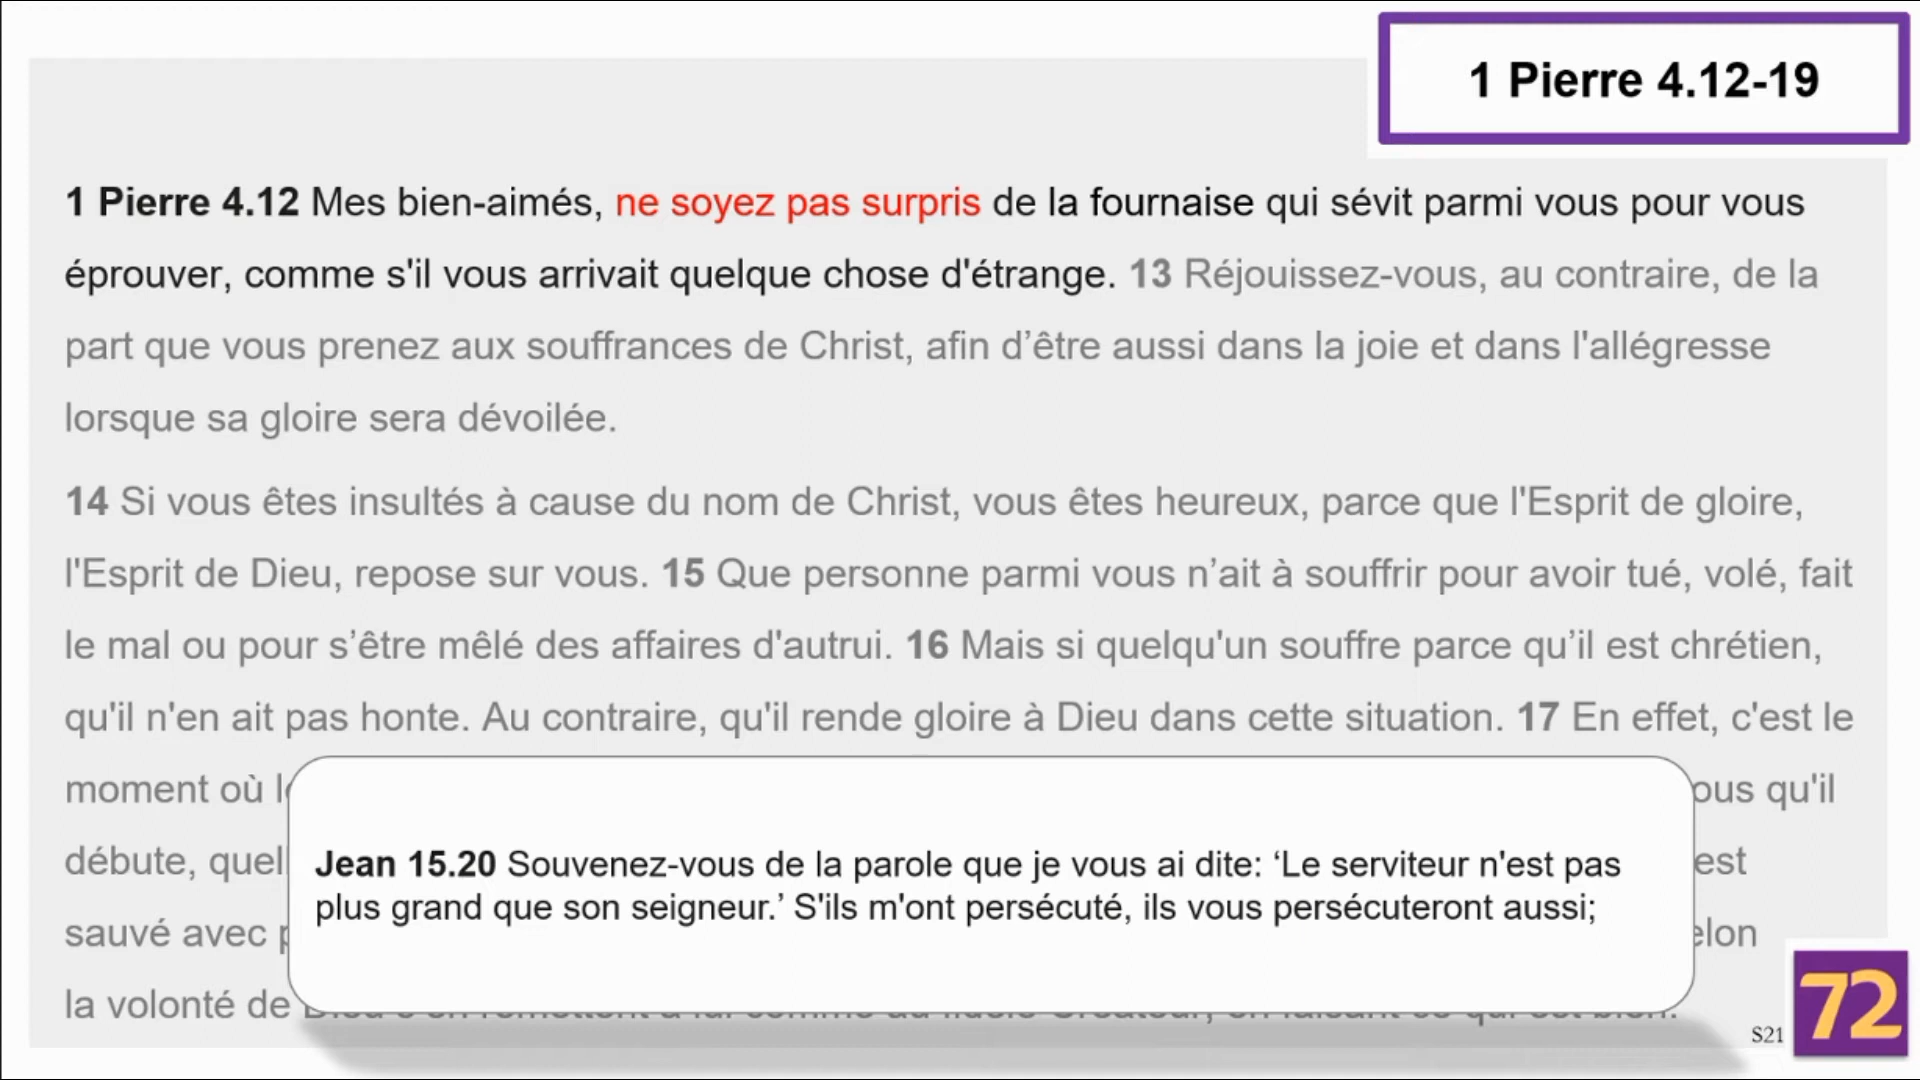 1 Pierre 4.12-19
1 Pierre 4.12 Mes bien-aimés, ne soyez pas surpris de la fournaise qui sévit parmi vous pour vous
éprouver, comme s'il vous arrivait quelque chose d'étrange. 13 Réjouissez-vous, au contraire, de la
part que vous prenez aux souffrances de Christ, afin d’être aussi dans la joie et dans l'allégresse
lorsque sa gloire sera dévoilée.
14 Si vous êtes insultés à cause du nom de Christ, vous êtes heureux, parce que l'Esprit de gloire,
l'Esprit de Dieu, repose sur vous. 15 Que personne parmi vous n’ait à souffrir pour avoir tué, volé, fait
le mal ou pour s’être mêlé des affaires d'autrui. 16 Mais si quelqu'un souffre parce qu’il est chrétien,
qu'il n'en ait pas honte. Au contraire, qu'il rende gloire à Dieu dans cette situation. 17 En effet, c'est le
moment où qu'il
débute, est
sauvé avec
la volonté de
Jean 15.20 Souvenez-vous de la parole que je vous ai dite: ‘Le serviteur n'est pas
plus grand que son seigneur.’ S'ils m'ont persécuté, ils vous persécuteront aussi;
S21
72